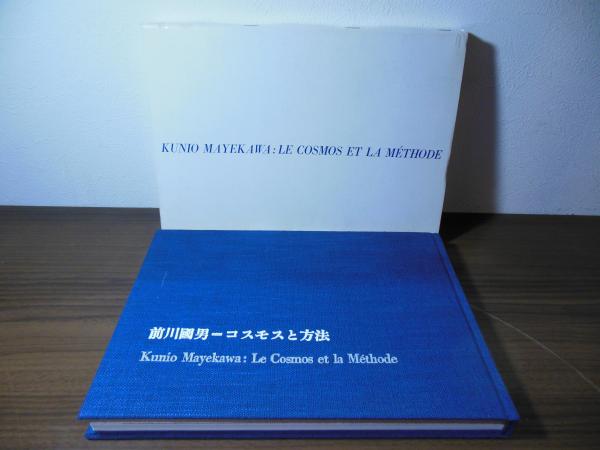 KUNIO MAYEKAWA: LE COSMOS ET LA MÉTHODE
前川國男=コスモスと方法
Kunio Mayekawa: Le Cosmos et la Méthode